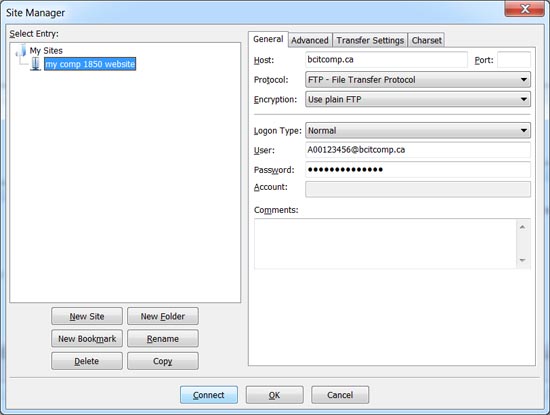 Site Manager
Select Entry:
My Sites
my comp 1850 website
New Site
New Folder
New Bookmark
Rename
Delete
Copy
General
Advanced
Transfer Settings
Charset
Host:
bcitcomp.ca
Port:
Protocol:
FTP - File Transfer Protocol
Encryption:
Use plain FTP
Logon Type:
Normal
User:
A00123456@bcitcomp.ca
Password:
●●●●●●●●●●●●●●
Account:
Comments:
Connect
OK
Cancel